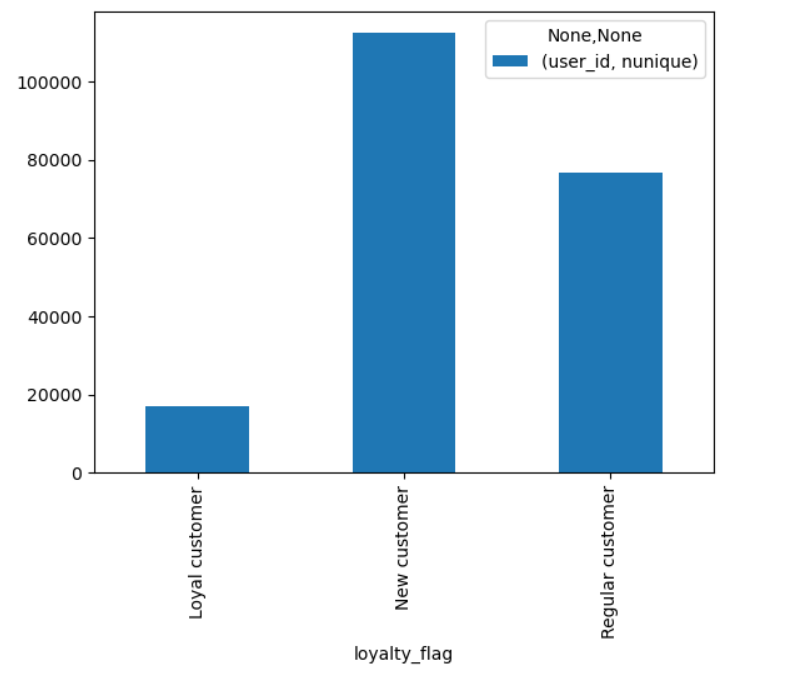 None,None
(user_id, nunique)
100000
80000
60000
40000
20000
0
Loyal customer
New customer
Regular customer
loyalty_flag